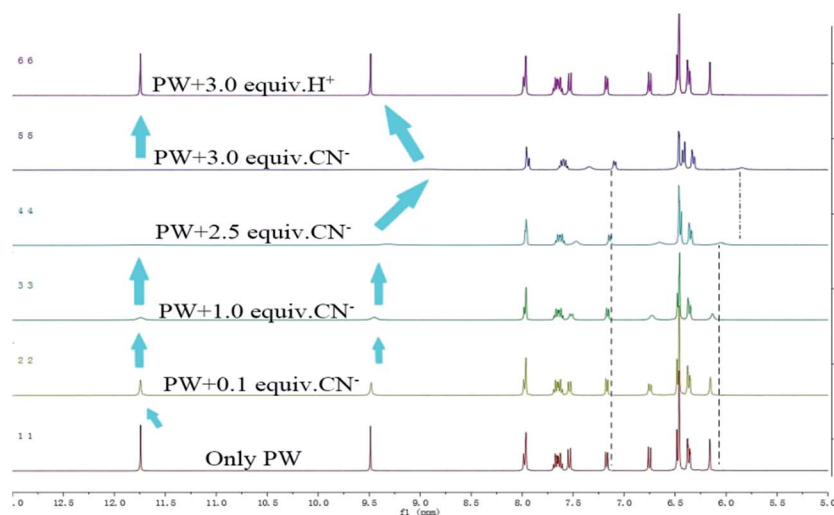 6 6
PW+3.0 equiv.H⁺
5 5
PW+3.0 equiv.CN⁻
4 4
PW+2.5 equiv.CN⁻
3 3
PW+1.0 equiv.CN⁻
2 2
PW+0.1 equiv.CN⁻
1 1
Only PW
12.5 12.0 11.5 11.0 10.5 10.0 9.5 9.0 8.5 8.0 7.5 7.0 6.5 6.0 5.5 5.0
f1 (ppm)